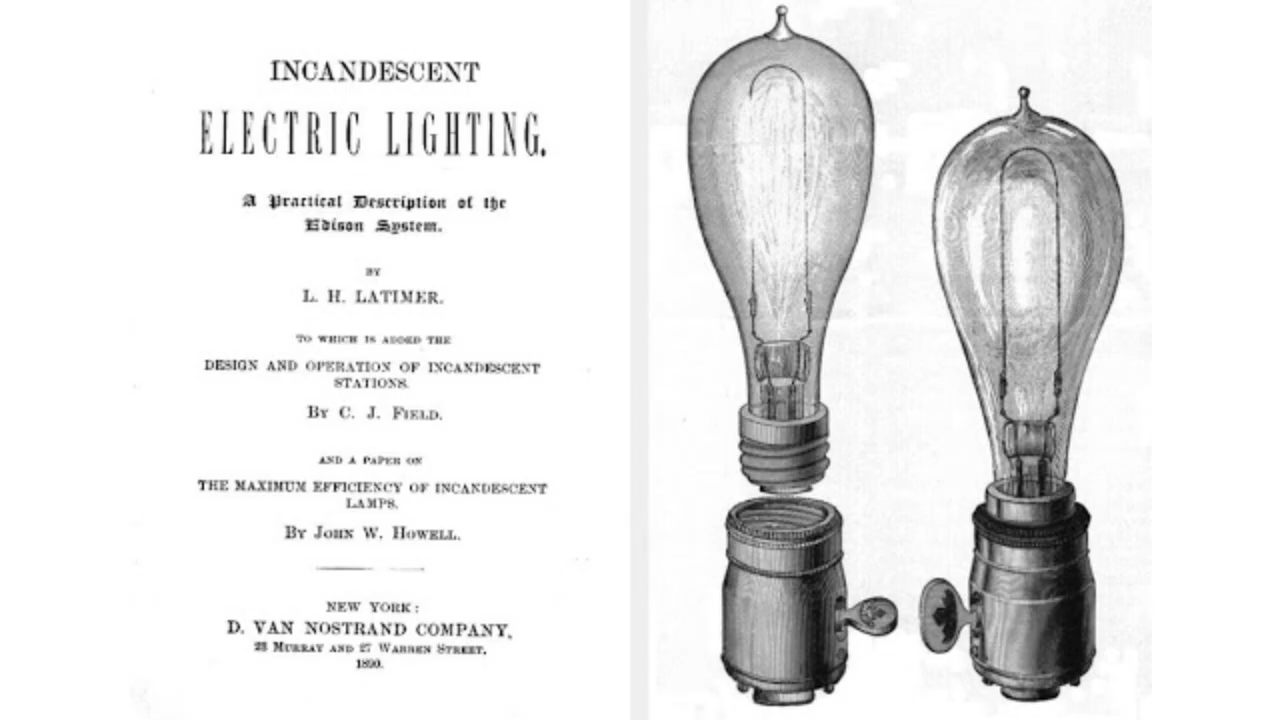 INCANDESCENT
ELECTRIC LIGHTING.
A Practical Description of the
Edison System.
BY
L. H. LATIMER.
TO WHICH IS ADDED THE
DESIGN AND OPERATION OF INCANDESCENT
STATIONS.
By C. J. Field.
AND A PAPER ON
THE MAXIMUM EFFICIENCY OF INCANDESCENT
LAMPS.
By John W. Howell.
NEW YORK:
D. VAN NOSTRAND COMPANY,
23 Murray and 27 Warren Street.
1890.